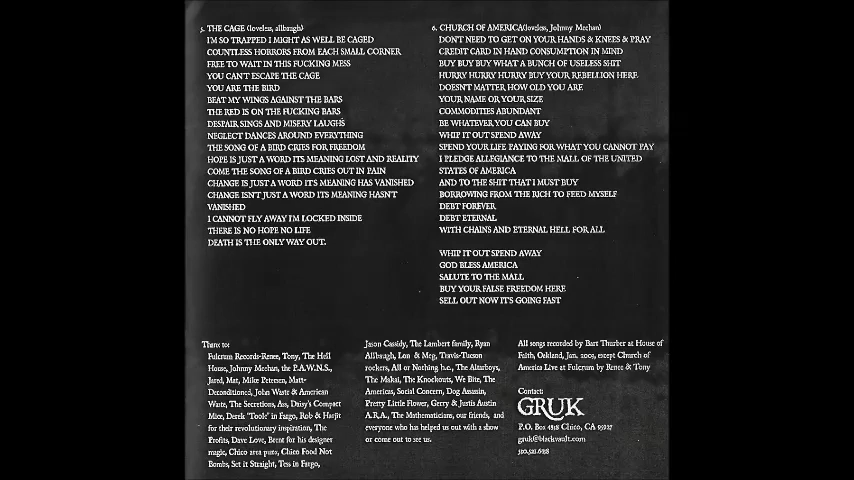 5. THE CAGE (loveless, allbaugh)
I'M SO TRAPPED I MIGHT AS WELL BE CAGED
COUNTLESS HORRORS FROM EACH SMALL CORNER
FREE TO WAIT IN THIS FUCKING MESS
YOU CAN'T ESCAPE THE CAGE
YOU ARE THE BIRD
BEAT MY WINGS AGAINST THE BARS
THE RED IS ON THE FUCKING BARS
DESPAIR SINGS AND MISERY LAUGHS
NEGLECT DANCES AROUND EVERYTHING
THE SONG OF A BIRD CRIES FOR FREEDOM
HOPE IS JUST A WORD ITS MEANING LOST AND REALITY
COME THE SONG OF A BIRD CRIES OUT IN PAIN
CHANGE IS JUST A WORD ITS MEANING HAS VANISHED
CHANGE ISN'T JUST A WORD ITS MEANING HASN'T
VANISHED
I CANNOT FLY AWAY I'M LOCKED INSIDE
THERE IS NO HOPE NO LIFE
DEATH IS THE ONLY WAY OUT.
6. CHURCH OF AMERICA(loveless, Johnny Meehan)
DON'T NEED TO GET ON YOUR HANDS & KNEES & PRAY
CREDIT CARD IN HAND CONSUMPTION IN MIND
BUY BUY BUY WHAT A BUNCH OF USELESS SHIT
HURRY HURRY HURRY BUY YOUR REBELLION HERE
DOESN'T MATTER HOW OLD YOU ARE
YOUR NAME OR YOUR SIZE
COMMODITIES ABUNDANT
BE WHATEVER YOU CAN BUY
WHIP IT OUT SPEND AWAY
SPEND YOUR LIFE PAYING FOR WHAT YOU CANNOT PAY
I PLEDGE ALLEGIANCE TO THE MALL OF THE UNITED
STATES OF AMERICA
AND TO THE SHIT THAT I MUST BUY
BORROWING FROM THE RICH TO FEED MYSELF
DEBT FOREVER
DEBT ETERNAL
WITH CHAINS AND ETERNAL HELL FOR ALL
WHIP IT OUT SPEND AWAY
GOD BLESS AMERICA
SALUTE TO THE MALL
BUY YOUR FALSE FREEDOM HERE
SELL OUT NOW IT'S GOING FAST
Thanx to:
Fulcrum Records-Renee, Tony, The Hell
House, Johnny Meehan, the P.A.W.N.S.,
Jared, Mat, Mike Petersen, Matt-
Deconditioned, John Waste & American
Waste, The Secretions, Ass, Daisy's Compact
Mice, Derek "Toole" in Fargo, Rob & Harjit
for their revolutionary inspiration, The
Profits, Dave Love, Brent for his designer
magic, Chico area punx, Chico Food Not
Bombs, Set it Straight, Tess in Fargo,
Jason Cassidy, The Lambert family, Ryan
Allbaugh, Lon & Meg, Travis-Tucson
rockers, All or Nothing h.c., The Altarboys,
The Makai, The Knockouts, We Bite, The
Americas, Social Concern, Dog Assassin,
Pretty Little Flower, Gerry & Justis Austin
A.R.A., The Mathematicians, our friends, and
everyone who has helped us out with a show
or come out to see us.
All songs recorded by Bart Thurber at House of
Faith, Oakland, Jan. 2003, except Church of
America Live at Fulcrum by Renee & Tony
Contact:
GRUK
P.O. Box 4518 Chico, CA 95927
gruk@blackvault.com